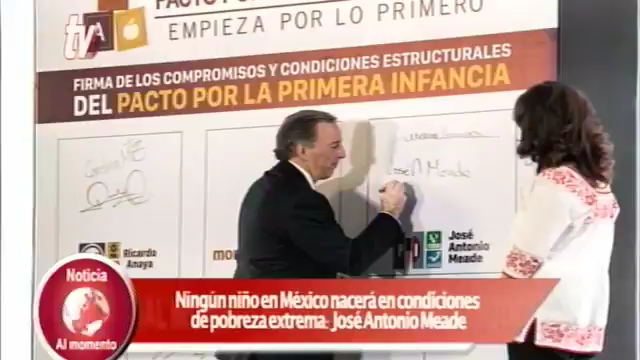 tvA
EMPIEZA POR LO PRIMERO
FIRMA DE LOS COMPROMISOS Y CONDICIONES ESTRUCTURALES
DEL PACTO POR LA PRIMERA INFANCIA
José A Meade
Ricardo
Anaya
José
Antonio
Meade
Noticia
Al momento
Ningún niño en México nacerá en condiciones
de pobreza extrema: José Antonio Meade